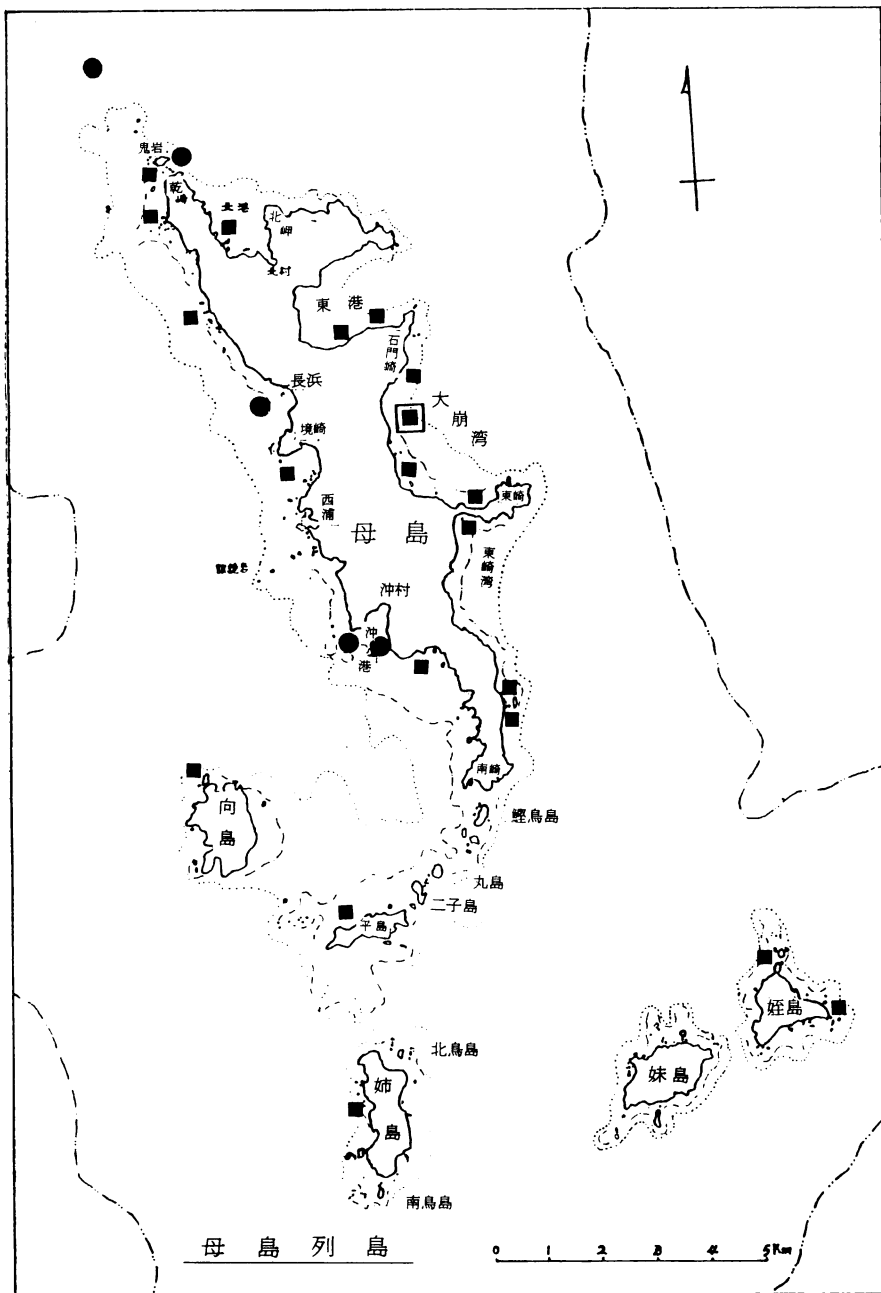 鬼岩
乾崎
北港
北岬
北村
東港
石門崎
長浜
大崩湾
境崎
東崎
西浦
母島
東崎湾
沖村
沖港
南崎
向島
鰹鳥島
丸島
二子島
平島
姪島
北鳥島
妹島
姉島
南鳥島
母島列島
0 1 2 3 4 5Km